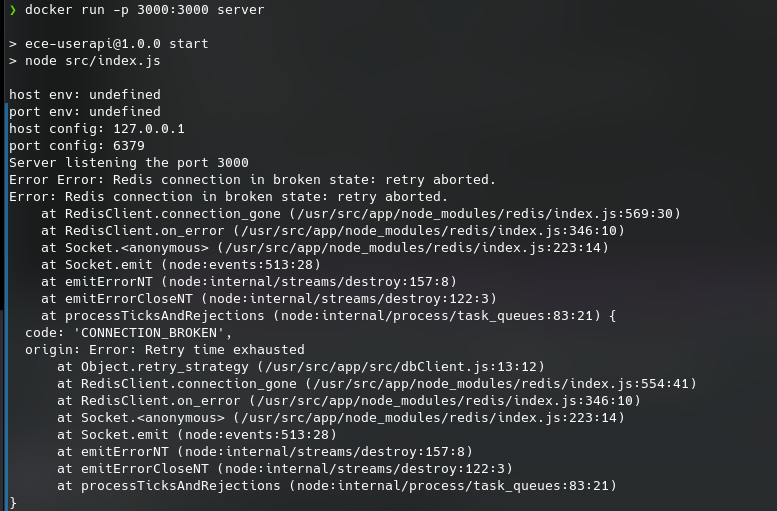 ❯ docker run -p 3000:3000 server

> ece-userapi@1.0.0 start
> node src/index.js

host env: undefined
port env: undefined
host config: 127.0.0.1
port config: 6379
Server listening the port 3000
Error Error: Redis connection in broken state: retry aborted.
Error: Redis connection in broken state: retry aborted.
    at RedisClient.connection_gone (/usr/src/app/node_modules/redis/index.js:569:30)
    at RedisClient.on_error (/usr/src/app/node_modules/redis/index.js:346:10)
    at Socket.<anonymous> (/usr/src/app/node_modules/redis/index.js:223:14)
    at Socket.emit (node:events:513:28)
    at emitErrorNT (node:internal/streams/destroy:157:8)
    at emitErrorCloseNT (node:internal/streams/destroy:122:3)
    at processTicksAndRejections (node:internal/process/task_queues:83:21) {
  code: 'CONNECTION_BROKEN',
  origin: Error: Retry time exhausted
      at Object.retry_strategy (/usr/src/app/src/dbClient.js:13:12)
      at RedisClient.connection_gone (/usr/src/app/node_modules/redis/index.js:554:41)
      at RedisClient.on_error (/usr/src/app/node_modules/redis/index.js:346:10)
      at Socket.<anonymous> (/usr/src/app/node_modules/redis/index.js:223:14)
      at Socket.emit (node:events:513:28)
      at emitErrorNT (node:internal/streams/destroy:157:8)
      at emitErrorCloseNT (node:internal/streams/destroy:122:3)
      at processTicksAndRejections (node:internal/process/task_queues:83:21)
}